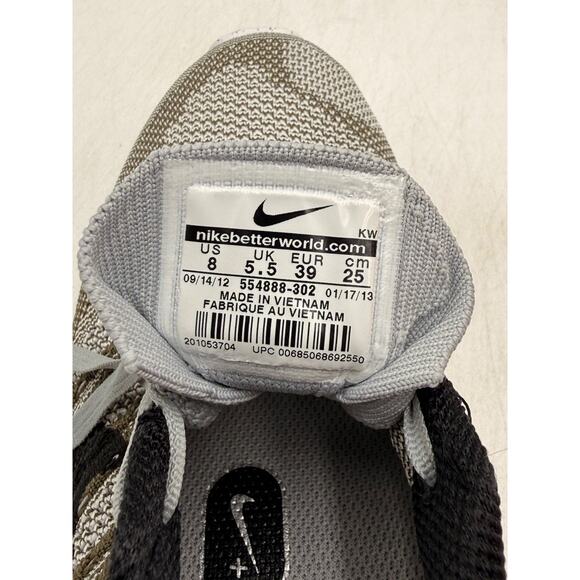 KW
nikebetterworld.com
US UK EUR cm
8 5.5 39 25
09/14/12 554888-302 01/17/13
MADE IN VIETNAM
FABRIQUE AU VIETNAM
201053704 UPC 00685068692550
+